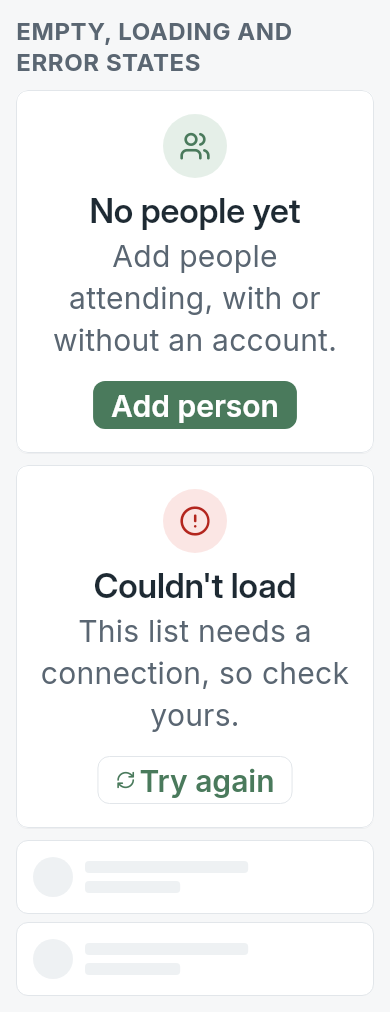 EMPTY, LOADING AND
ERROR STATES
No people yet
Add people
attending, with or
without an account.
Add person
Couldn't load
This list needs a
connection, so check
yours.
Try again